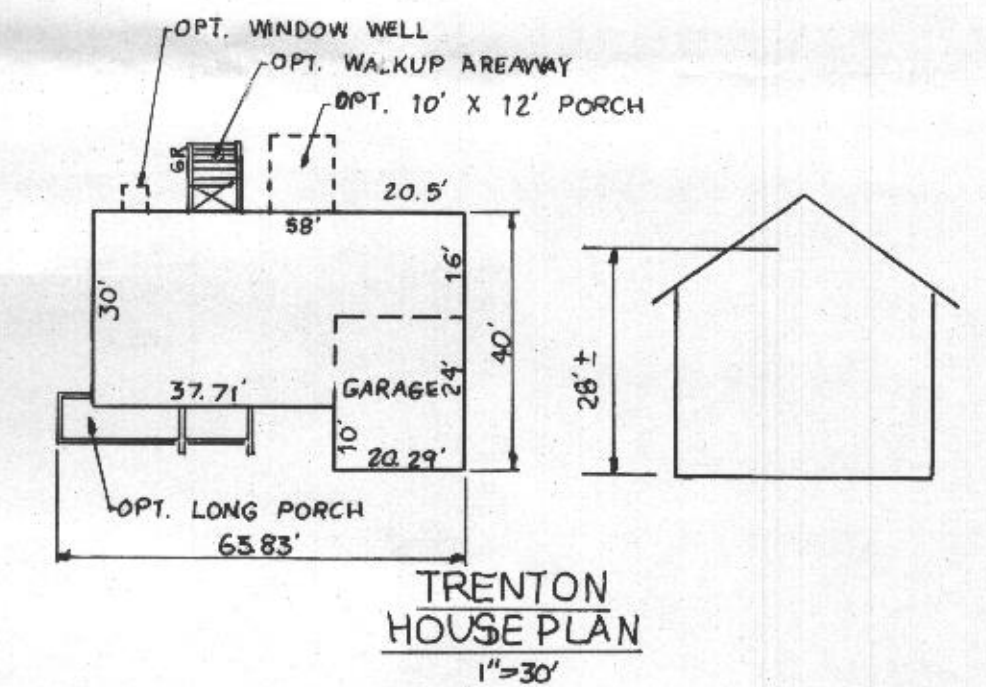 OPT. WINDOW WELL
OPT. WALKUP AREAWAY
OPT. 10' X 12' PORCH
6R
20.5'
58'
16'
30'
40'
28' ±
37.71'
GARAGE
24'
10'
20.29'
OPT. LONG PORCH
63.83'
TRENTON
HOUSE PLAN
1"=30'